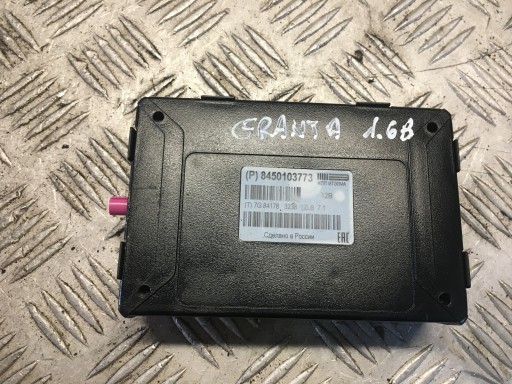 GRANTA 1.6B
(P) 8450103773
Сделано в России
EAC